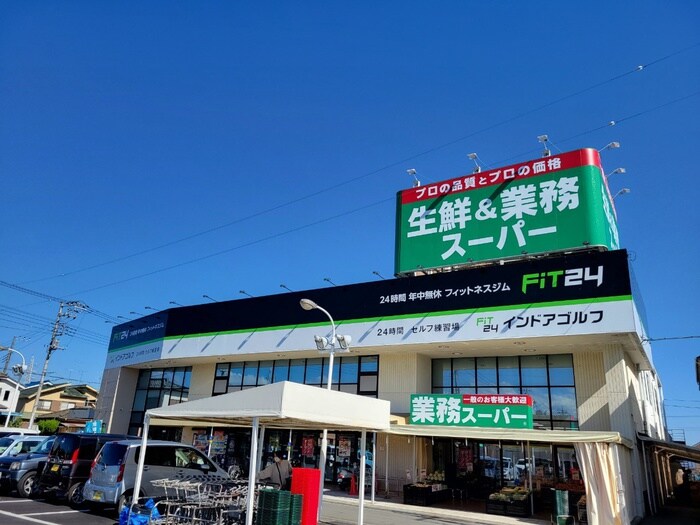 プロの品質とプロの価格
生鮮&業務
スーパー
24時間 年中無休 フィットネスジム FiT24
24時間 セルフ練習場 FiT24 インドアゴルフ
FiT24
一般のお客様大歓迎!
業務スーパー